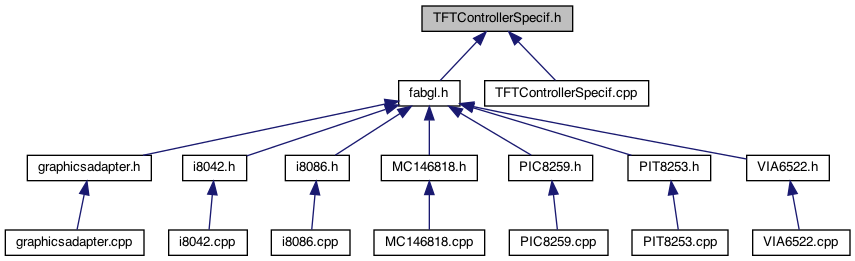 TFTControllerSpecif.h
fabgl.h
TFTControllerSpecif.cpp
graphicsadapter.h
i8042.h
i8086.h
MC146818.h
PIC8259.h
PIT8253.h
VIA6522.h
graphicsadapter.cpp
i8042.cpp
i8086.cpp
MC146818.cpp
PIC8259.cpp
PIT8253.cpp
VIA6522.cpp